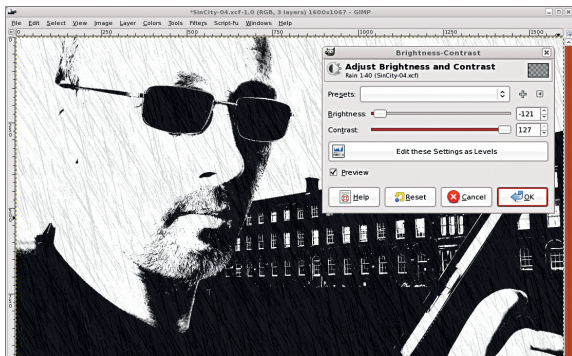 *SinCity-04.xcf-1.0 (RGB, 3 layers) 1600x1067 – GIMP
File Edit Select View Image Layer Colors Tools Filters Script-fu Windows Help
0 250 500 750 1000 1250 1500
Brightness-Contrast
Adjust Brightness and Contrast
Rain 1-40 (SinCity-04.xcf)
Presets:
Brightness: -121
Contrast: 127
Edit these Settings as Levels
Preview
Help Reset Cancel OK